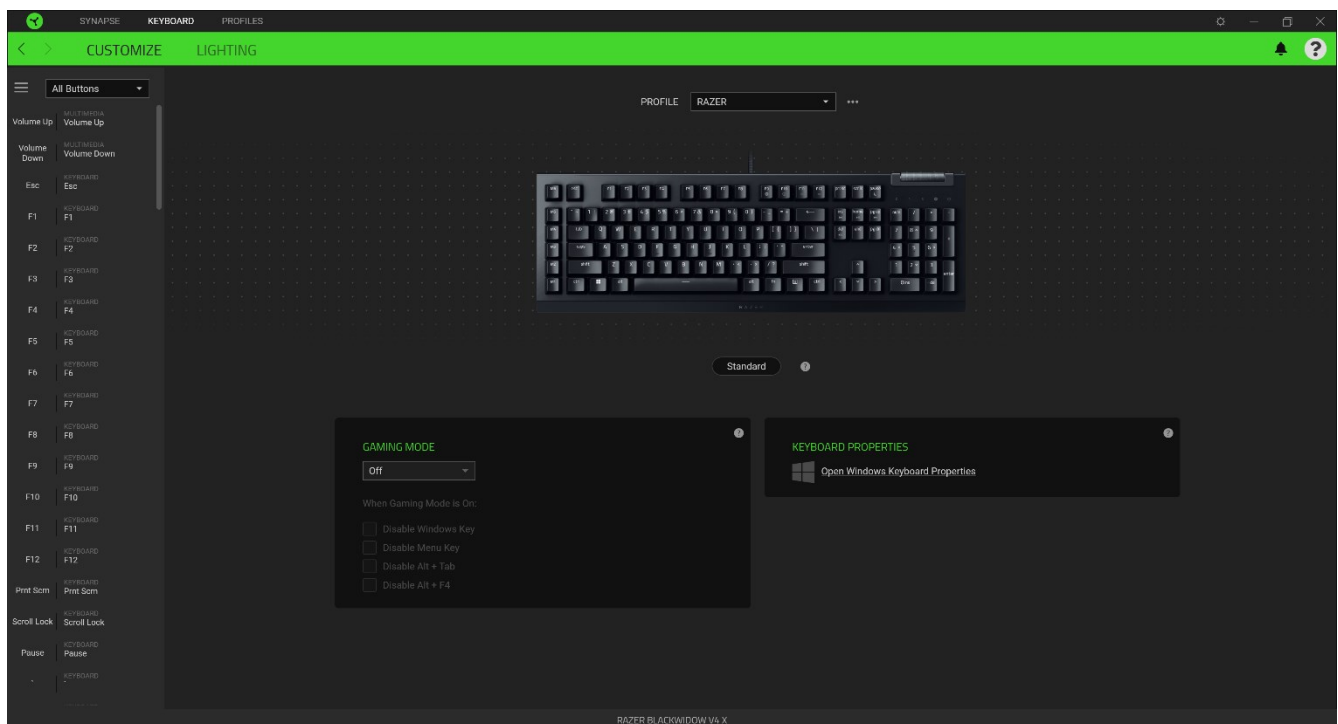 SYNAPSE KEYBOARD PROFILES
CUSTOMIZE LIGHTING
All Buttons
PROFILE RAZER
Volume Up MULTIMEDIA Volume Up
Volume Down MULTIMEDIA Volume Down
Esc KEYBOARD Esc
F1 KEYBOARD F1
F2 KEYBOARD F2
F3 KEYBOARD F3
F4 KEYBOARD F4
F5 KEYBOARD F5
F6 KEYBOARD F6
F7 KEYBOARD F7
F8 KEYBOARD F8
F9 KEYBOARD F9
F10 KEYBOARD F10
F11 KEYBOARD F11
F12 KEYBOARD F12
Prnt Scrn KEYBOARD Prnt Scrn
Scroll Lock KEYBOARD Scroll Lock
Pause KEYBOARD Pause
` KEYBOARD `
Standard ?
GAMING MODE ?
Off
When Gaming Mode is On:
Disable Windows Key
Disable Menu Key
Disable Alt + Tab
Disable Alt + F4
KEYBOARD PROPERTIES ?
Open Windows Keyboard Properties
RAZER BLACKWIDOW V4 X